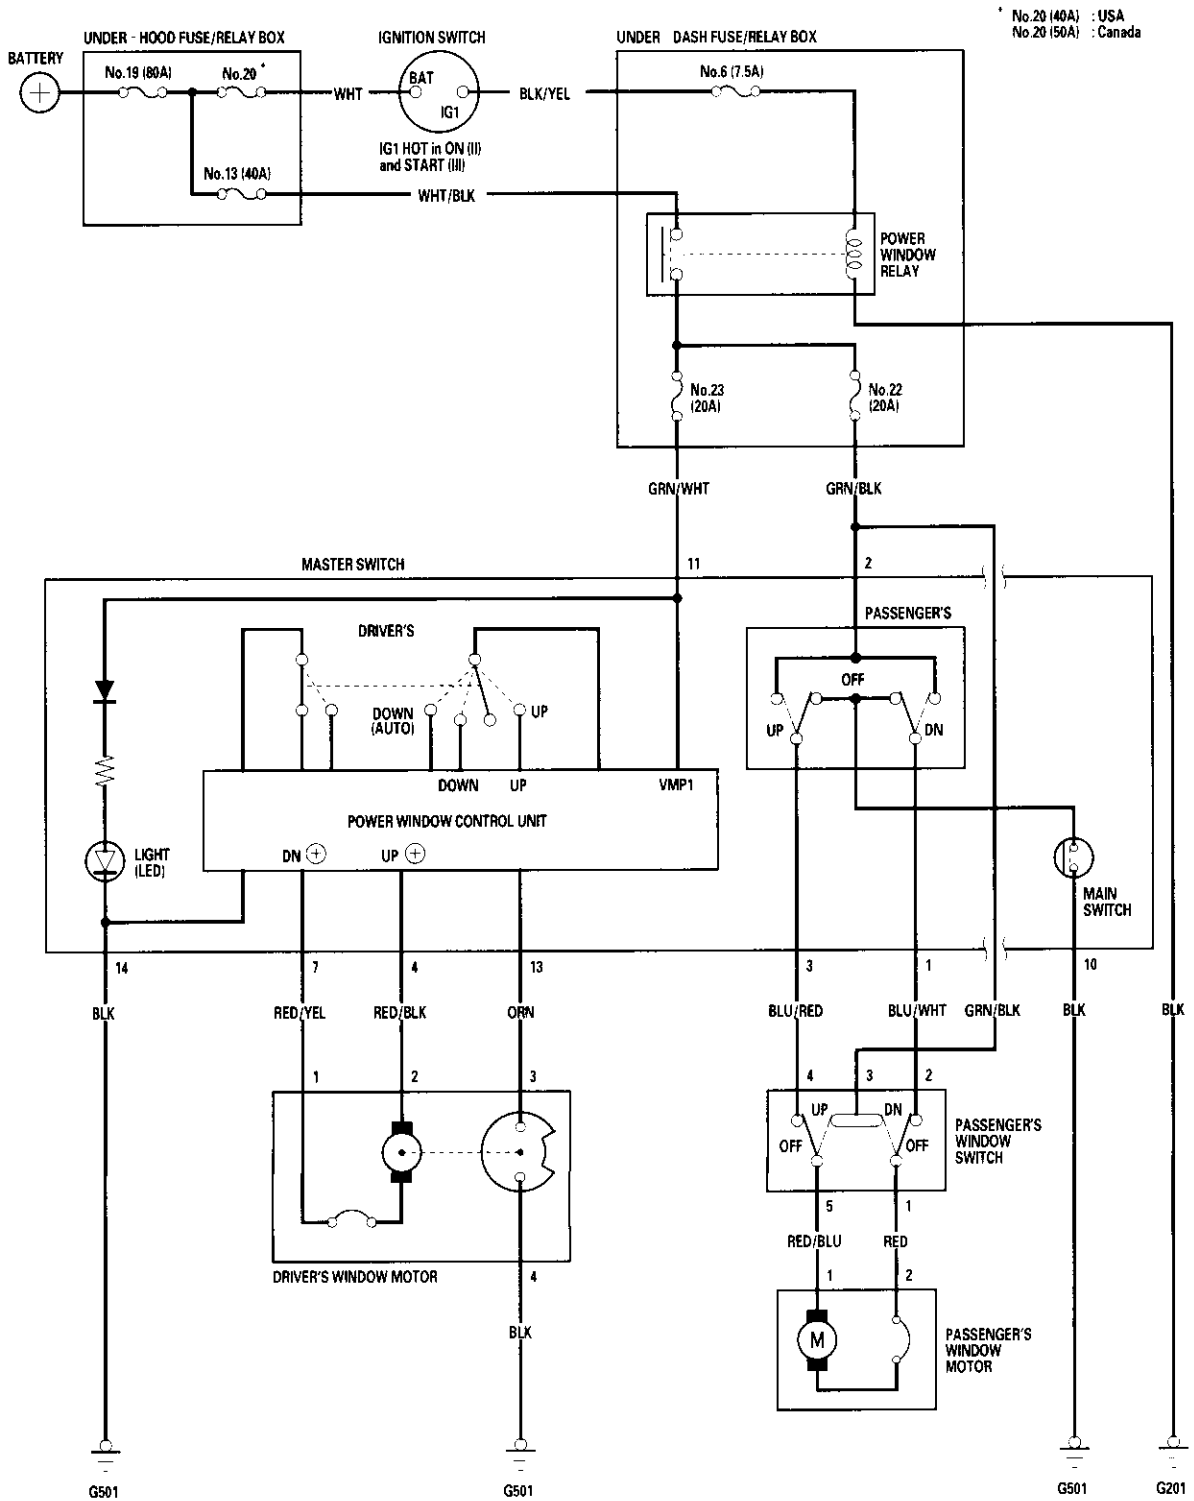 * No.20 (40A) : USA
No.20 (50A) : Canada
UNDER - HOOD FUSE/RELAY BOX
IGNITION SWITCH
UNDER DASH FUSE/RELAY BOX
BATTERY
No.19 (80A)
No.20 *
BAT
No.6 (7.5A)
WHT
BLK/YEL
IG1
IG1 HOT in ON (II)
and START (III)
No.13 (40A)
WHT/BLK
POWER
WINDOW
RELAY
No.23
(20A)
No.22
(20A)
GRN/WHT
GRN/BLK
MASTER SWITCH
11
2
DRIVER'S
PASSENGER'S
OFF
DOWN
(AUTO)
UP
UP
DN
DOWN
UP
VMP1
POWER WINDOW CONTROL UNIT
LIGHT
(LED)
DN +
UP +
MAIN
SWITCH
14
7
4
13
3
1
10
BLK
RED/YEL
RED/BLK
ORN
BLU/RED
BLU/WHT
GRN/BLK
BLK
BLK
1
2
3
4
3
2
UP
DN
OFF
OFF
PASSENGER'S
WINDOW
SWITCH
5
1
RED/BLU
RED
DRIVER'S WINDOW MOTOR
4
1
2
BLK
M
PASSENGER'S
WINDOW
MOTOR
G501
G501
G501
G201